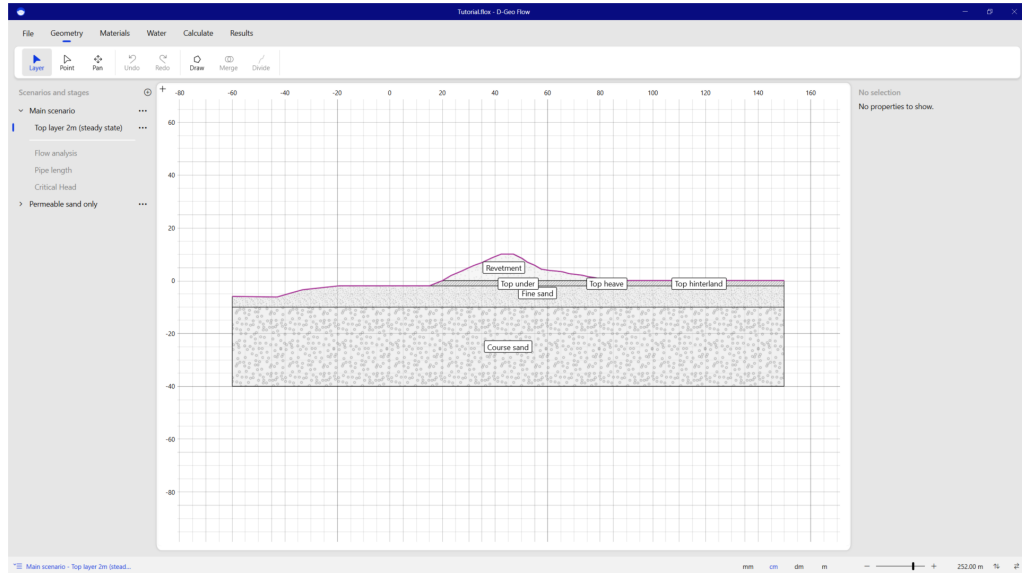 Tutorial.flox - D-Geo Flow
File Geometry Materials Water Calculate Results
Layer Point Pan Undo Redo Draw Merge Divide
Scenarios and stages
Main scenario
Top layer 2m (steady state)
Flow analysis
Pipe length
Critical Head
Permeable sand only
-80 -60 -40 -20 0 20 40 60 80 100 120 140 160
60
40
20
0
-20
-40
-60
-80
Revetment
Top under
Top heave
Top hinterland
Fine sand
Course sand
No selection
No properties to show.
Main scenario - Top layer 2m (stead...
mm cm dm m
252.00 m